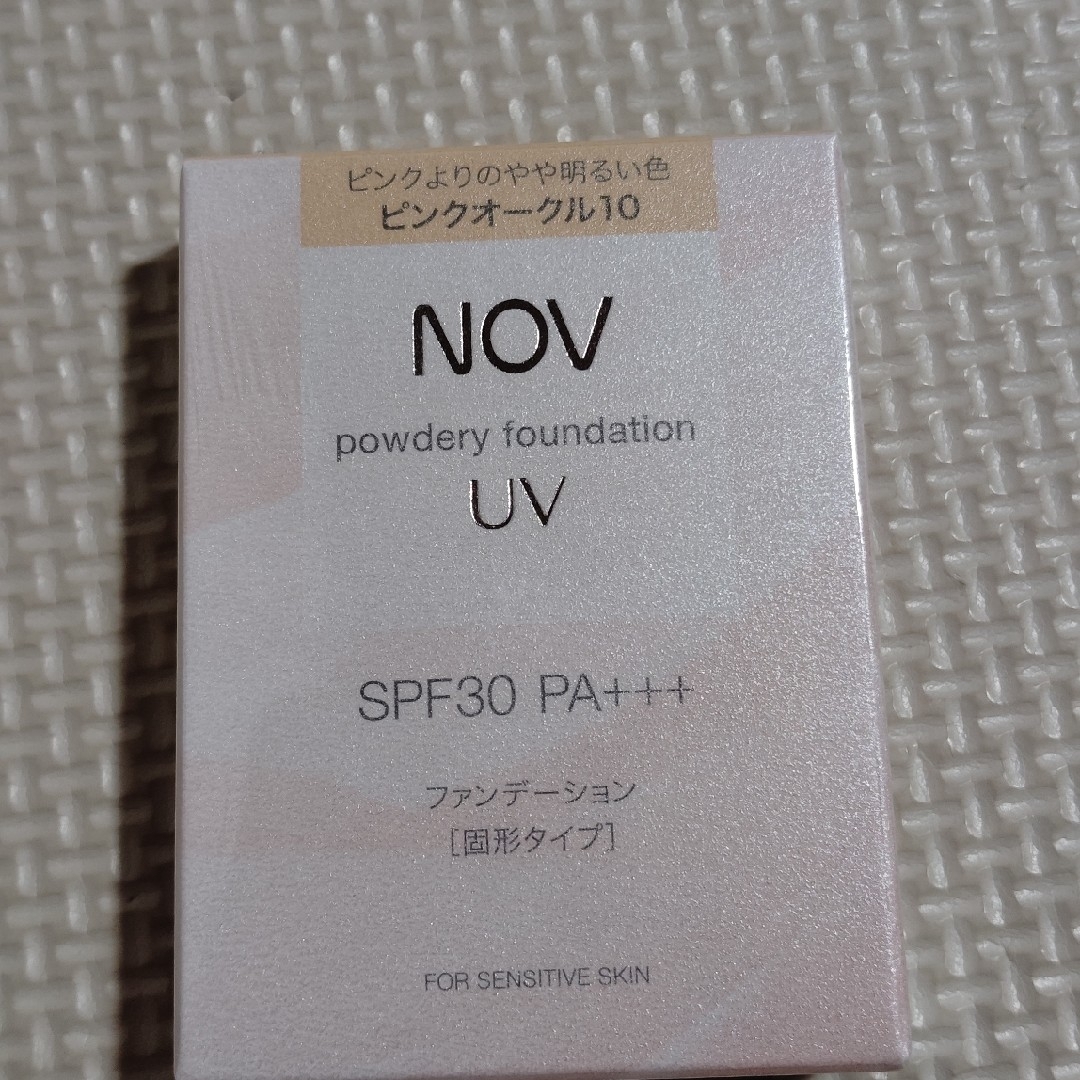 ピンクよりのやや明るい色
ピンクオークル10
NOV
powdery foundation
UV
SPF30 PA+++
ファンデーション
[固形タイプ]
FOR SENSITIVE SKIN